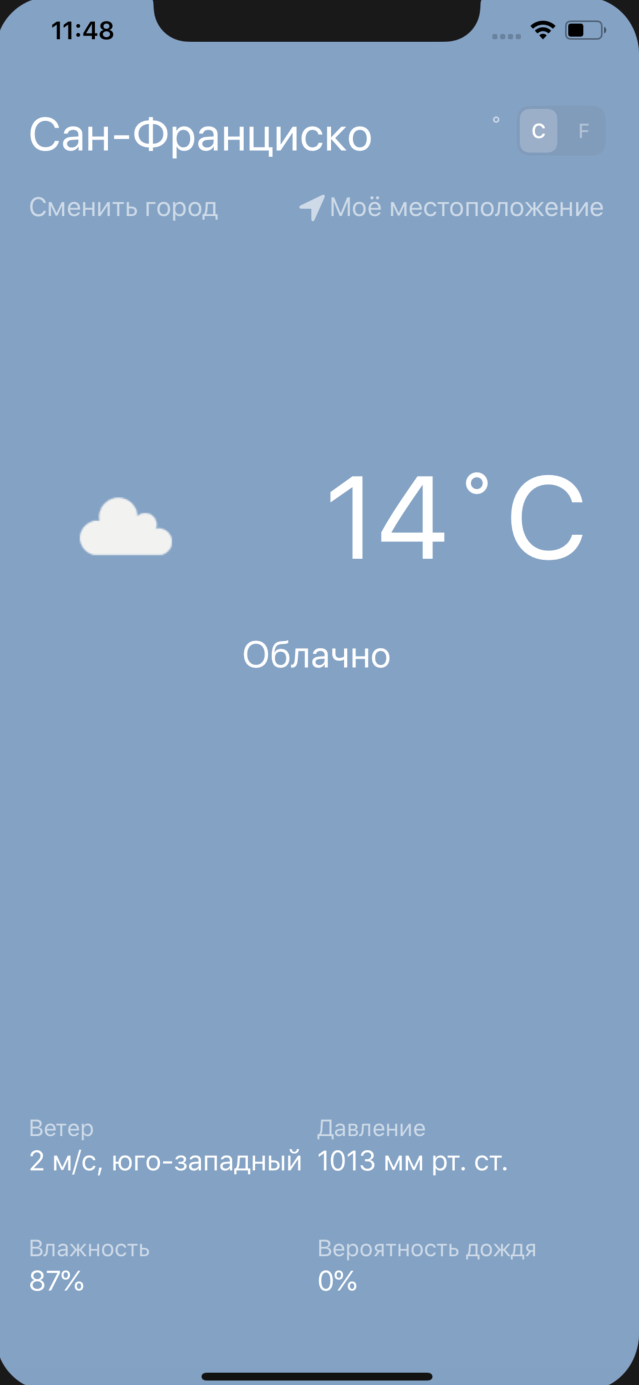 11:48
Сан-Франциско
° C F
Сменить город
Моё местоположение
14°C
Облачно
Ветер
2 м/с, юго-западный
Давление
1013 мм рт. ст.
Влажность
87%
Вероятность дождя
0%